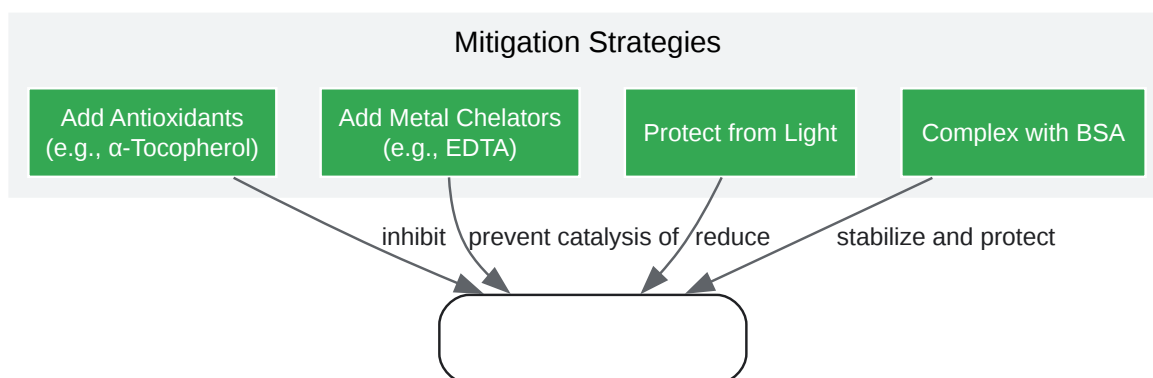 Mitigation Strategies
Add Antioxidants
(e.g., α-Tocopherol)
Add Metal Chelators
(e.g., EDTA)
Protect from Light
Complex with BSA
inhibit
prevent catalysis of
reduce
stabilize and protect